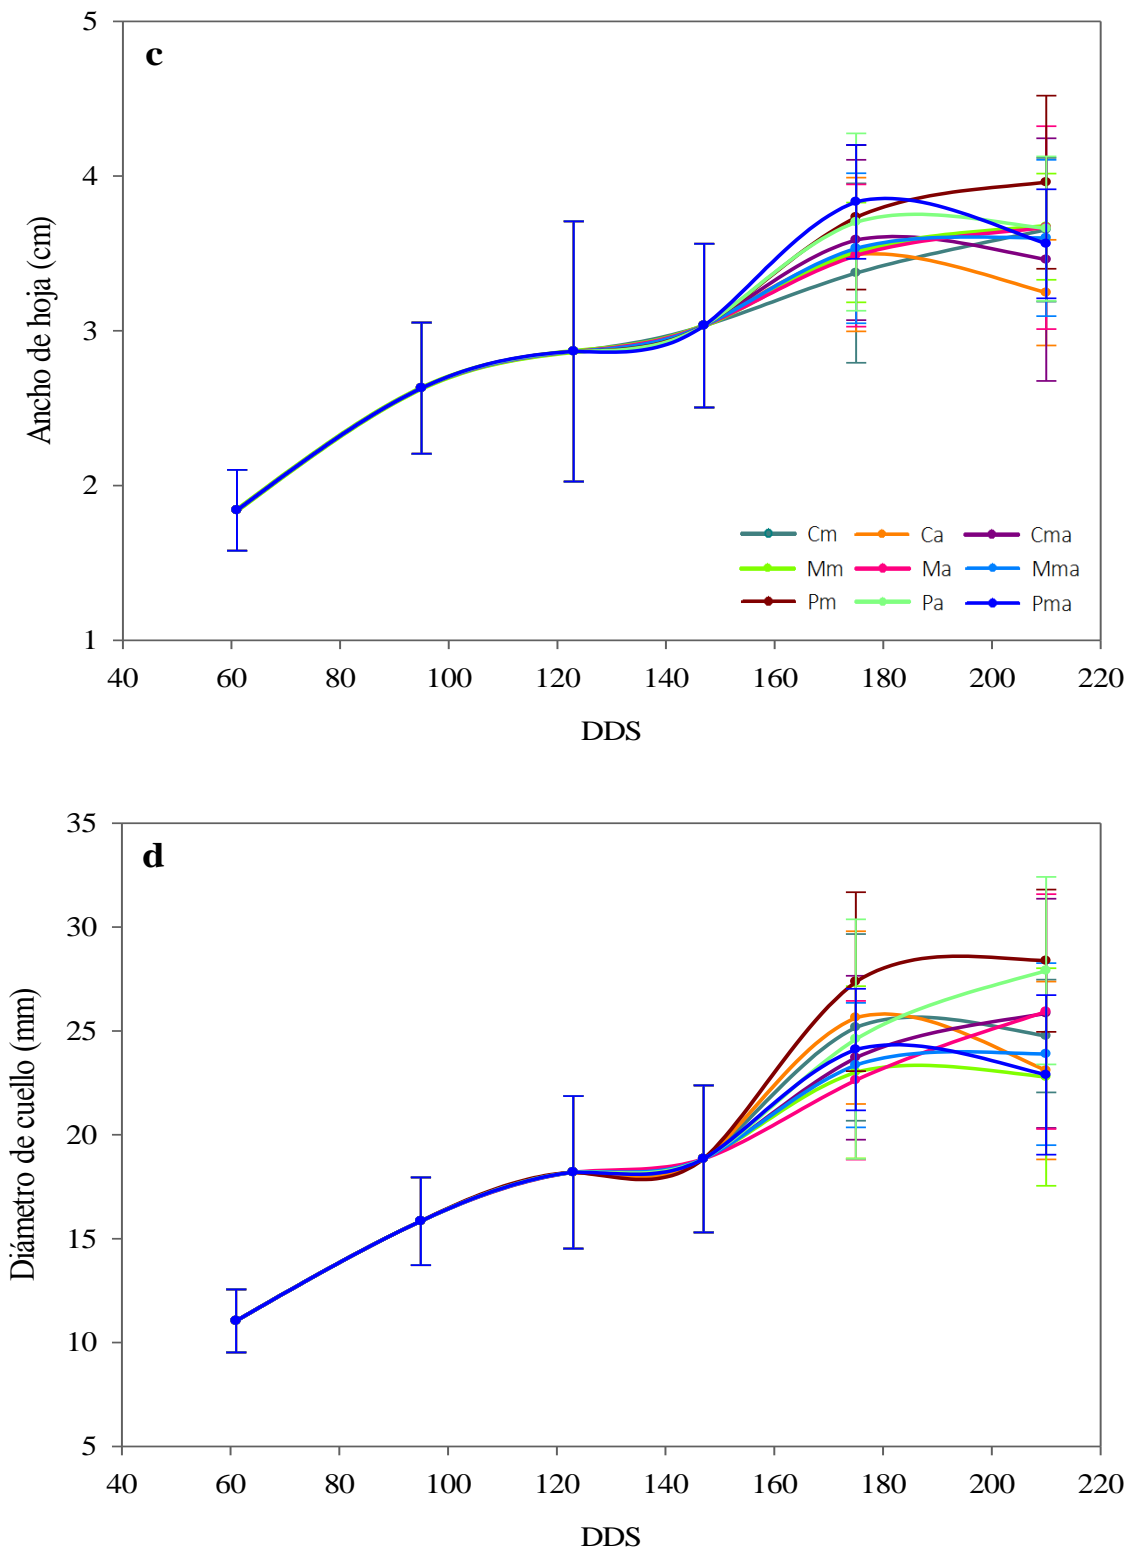 5
c
4
Ancho de hoja (cm)
3
2
Cm Ca Cma
Mm Ma Mma
Pm Pa Pma
1
40 60 80 100 120 140 160 180 200 220
DDS
35
d
30
25
Diámetro de cuello (mm)
20
15
10
5
40 60 80 100 120 140 160 180 200 220
DDS